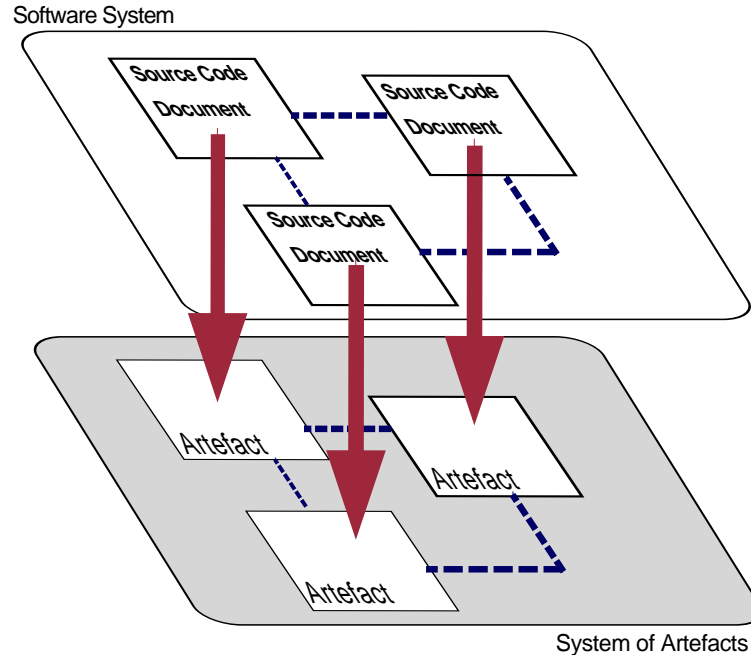 Software System
Source Code
Document
Source Code
Document
Source Code
Document
Artefact
Artefact
Artefact
System of Artefacts